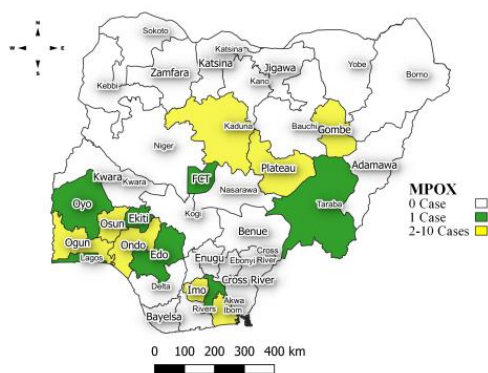 N
W E
S
Sokoto
Katsina
Katsina
Jigawa
Zamfara
Kano
Yobe
Borno
Kebbi
Kaduna
Bauchi
Gombe
Niger
Plateau
Adamawa
FCT
Nasarawa
Taraba
Kwara
Kwara
Oyo
Kogi
Osun
Ekiti
Benue
Ogun
Ondo
Edo
Lagos
Enugu
Ebonyi
Cross
River
Delta
Imo
Cross River
Rivers
Akwa
Ibom
Bayelsa
MPOX
0 Case
1 Case
2-10 Cases
0 100 200 300 400 km